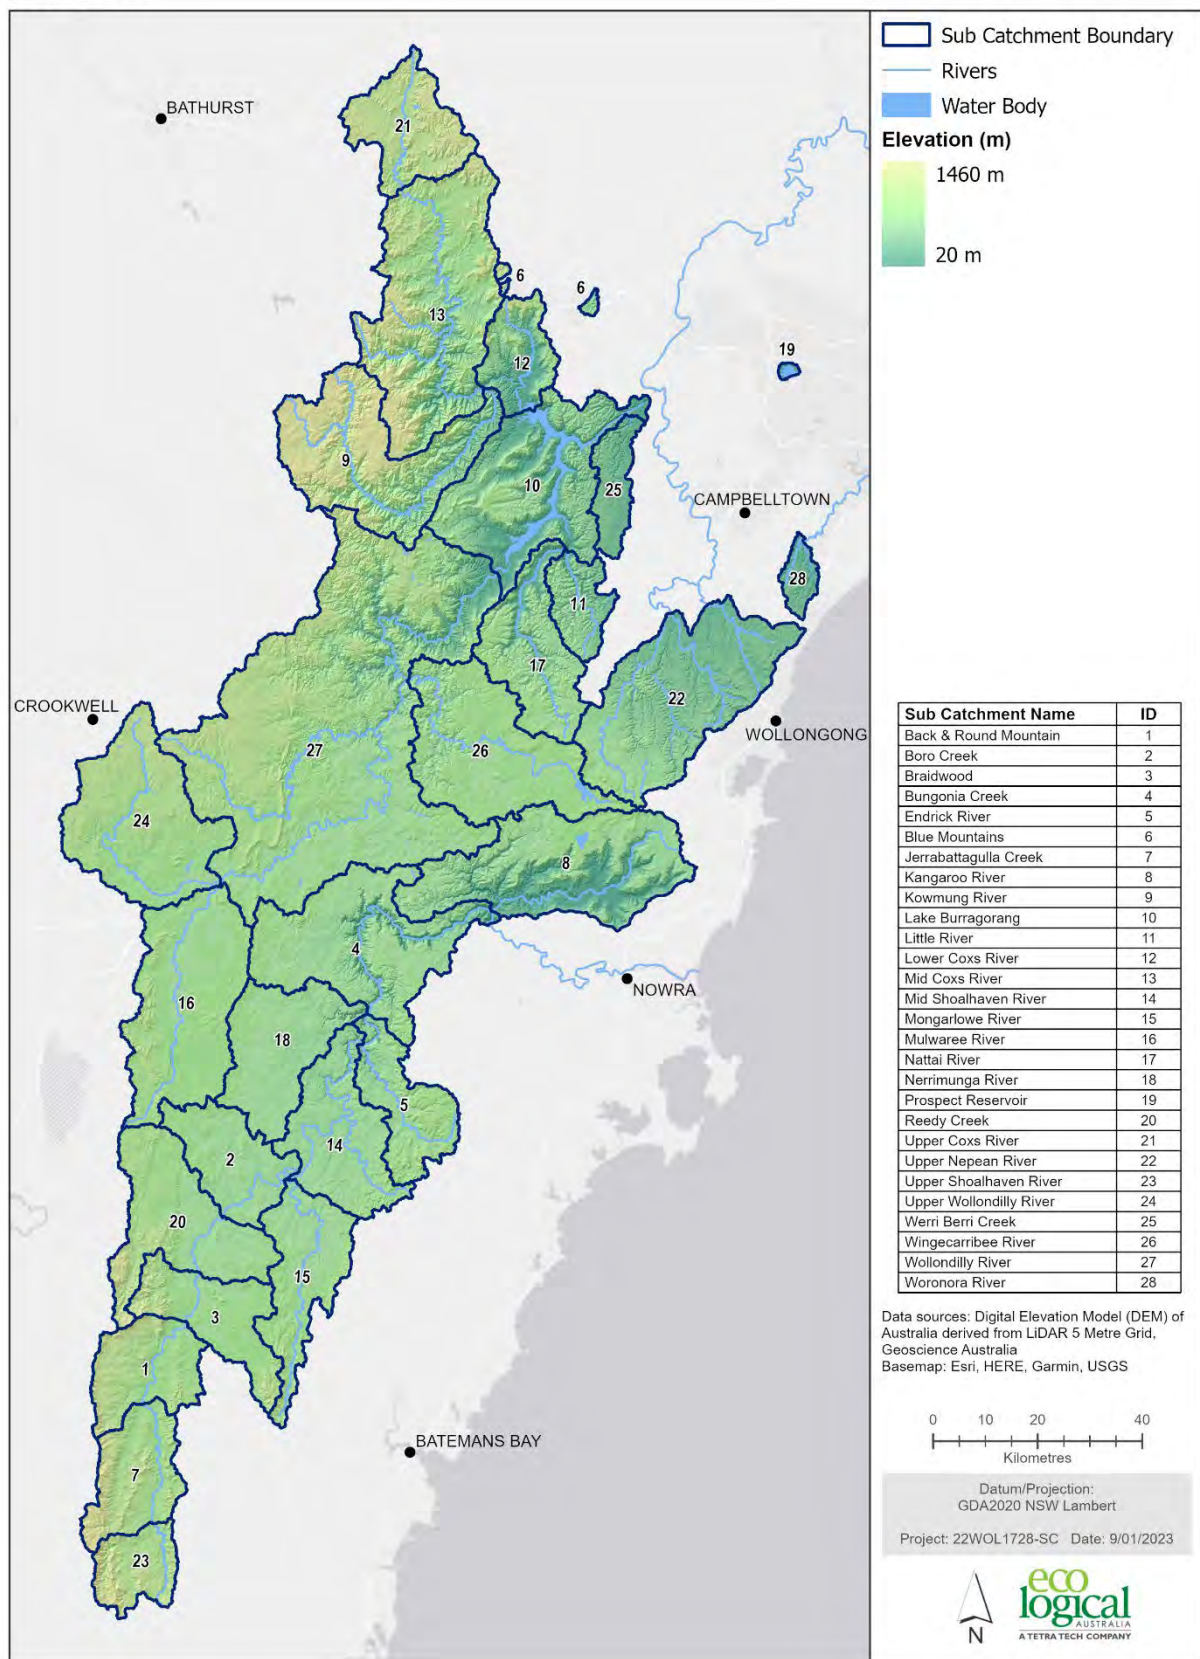 BATHURST
21
6
6
13
19
12
9
10
25
CAMPBELLTOWN
28
11
17
22
CROOKWELL
27
26
WOLLONGONG
24
8
4
NOWRA
16
18
5
14
2
20
15
3
1
BATEMANS BAY
7
23
Sub Catchment Boundary
Rivers
Water Body
Elevation (m)
1460 m
20 m
Sub Catchment Name ID
Back & Round Mountain 1
Boro Creek 2
Braidwood 3
Bungonia Creek 4
Endrick River 5
Blue Mountains 6
Jerrabattagulla Creek 7
Kangaroo River 8
Kowmung River 9
Lake Burragorang 10
Little River 11
Lower Coxs River 12
Mid Coxs River 13
Mid Shoalhaven River 14
Mongarlowe River 15
Mulwaree River 16
Nattai River 17
Nerrimunga River 18
Prospect Reservoir 19
Reedy Creek 20
Upper Coxs River 21
Upper Nepean River 22
Upper Shoalhaven River 23
Upper Wollondilly River 24
Werri Berri Creek 25
Wingecarribee River 26
Wollondilly River 27
Woronora River 28
Data sources: Digital Elevation Model (DEM) of
Australia derived from LiDAR 5 Metre Grid,
Geoscience Australia
Basemap: Esri, HERE, Garmin, USGS
0 10 20 40
Kilometres
Datum/Projection:
GDA2020 NSW Lambert
Project: 22WOL1728-SC Date: 9/01/2023
N
eco
logical
AUSTRALIA
A TETRA TECH COMPANY